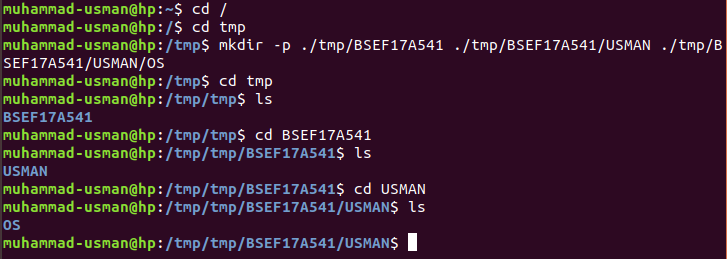 muhammad-usman@hp:~$ cd /
muhammad-usman@hp:/$ cd tmp
muhammad-usman@hp:/tmp$ mkdir -p ./tmp/BSEF17A541 ./tmp/BSEF17A541/USMAN ./tmp/B
SEF17A541/USMAN/OS
muhammad-usman@hp:/tmp$ cd tmp
muhammad-usman@hp:/tmp/tmp$ ls
BSEF17A541
muhammad-usman@hp:/tmp/tmp$ cd BSEF17A541
muhammad-usman@hp:/tmp/tmp/BSEF17A541$ ls
USMAN
muhammad-usman@hp:/tmp/tmp/BSEF17A541$ cd USMAN
muhammad-usman@hp:/tmp/tmp/BSEF17A541/USMAN$ ls
OS
muhammad-usman@hp:/tmp/tmp/BSEF17A541/USMAN$